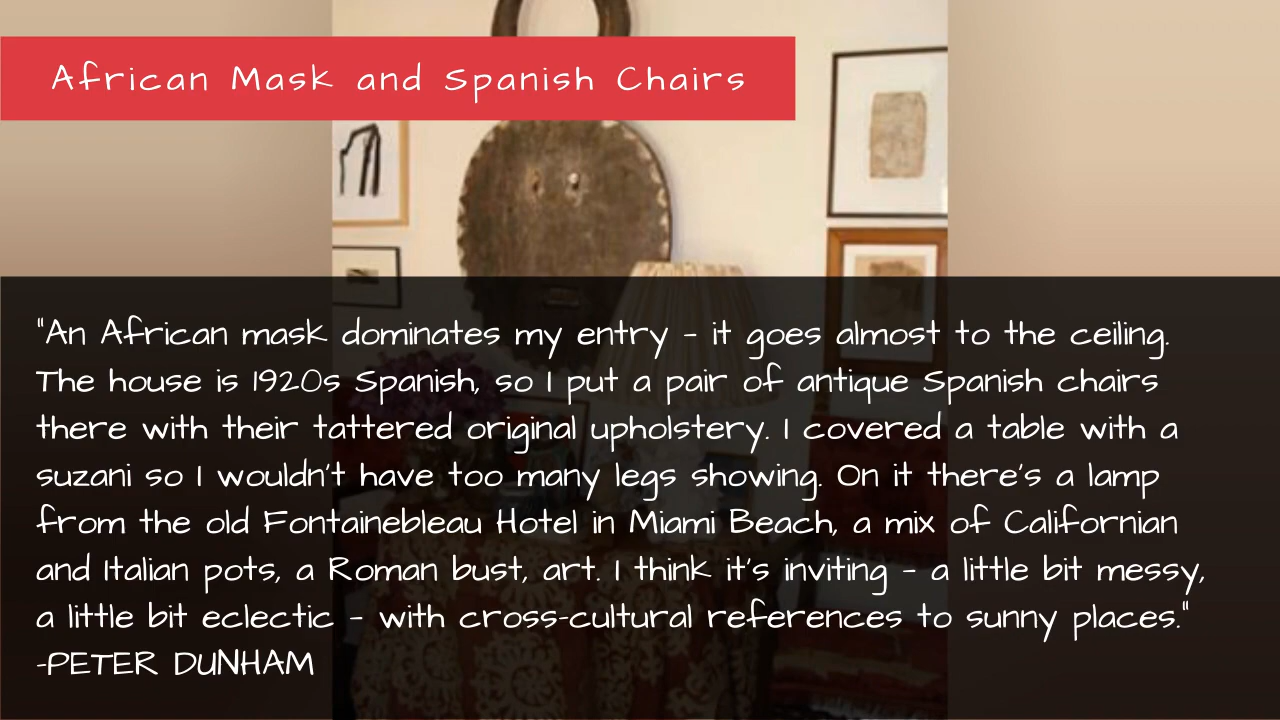 African Mask and Spanish Chairs
"An African mask dominates my entry - it goes almost to the ceiling.
The house is 1920s Spanish, so I put a pair of antique Spanish chairs
there with their tattered original upholstery. I covered a table with a
suzani so I wouldn't have too many legs showing. On it there's a lamp
from the old Fontainebleau Hotel in Miami Beach, a mix of Californian
and Italian pots, a Roman bust, art. I think it's inviting - a little bit messy,
a little bit eclectic - with cross-cultural references to sunny places."
-PETER DUNHAM